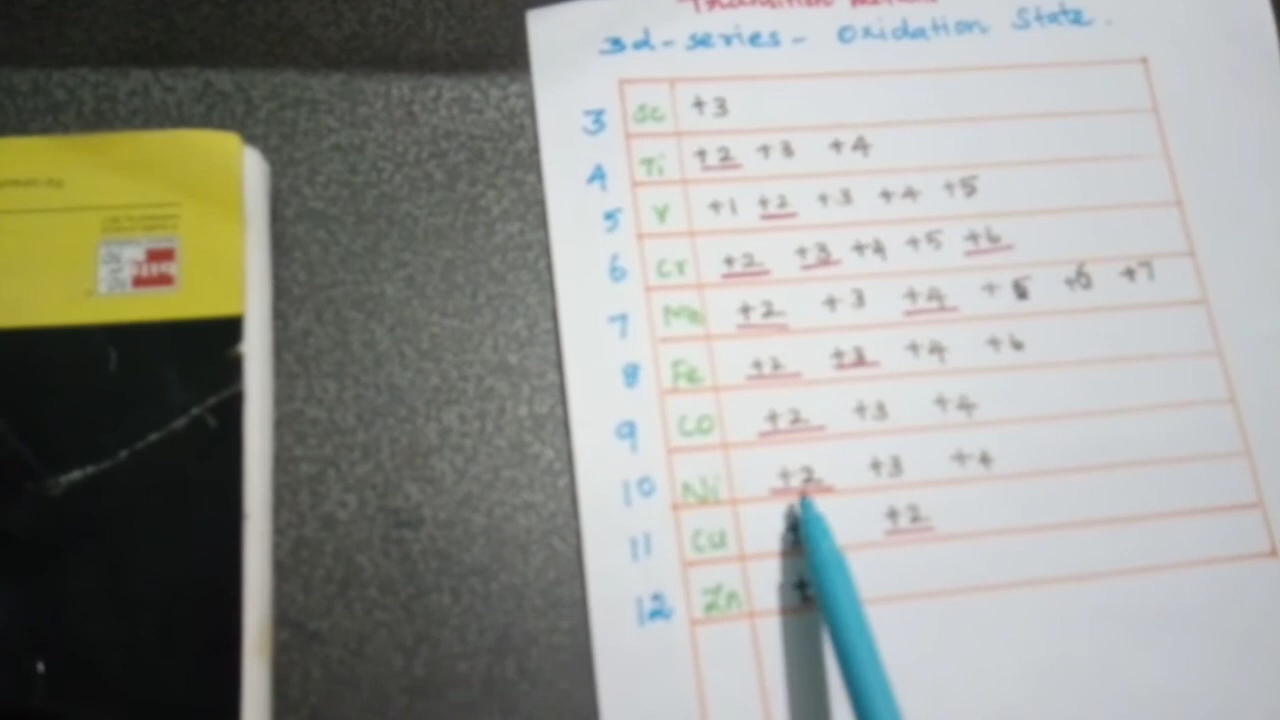 Transition Metals
3d-series - Oxidation State.
3 Sc +3
4 Ti +2 +3 +4
5 V +1 +2 +3 +4 +5
6 Cr +2 +3 +4 +5 +6
7 Mn +2 +3 +4 +5 +6 +7
8 Fe +2 +3 +4 +6
9 CO +2 +3 +4
10 Ni +2 +3 +4
11 Cu +2
12 Zn